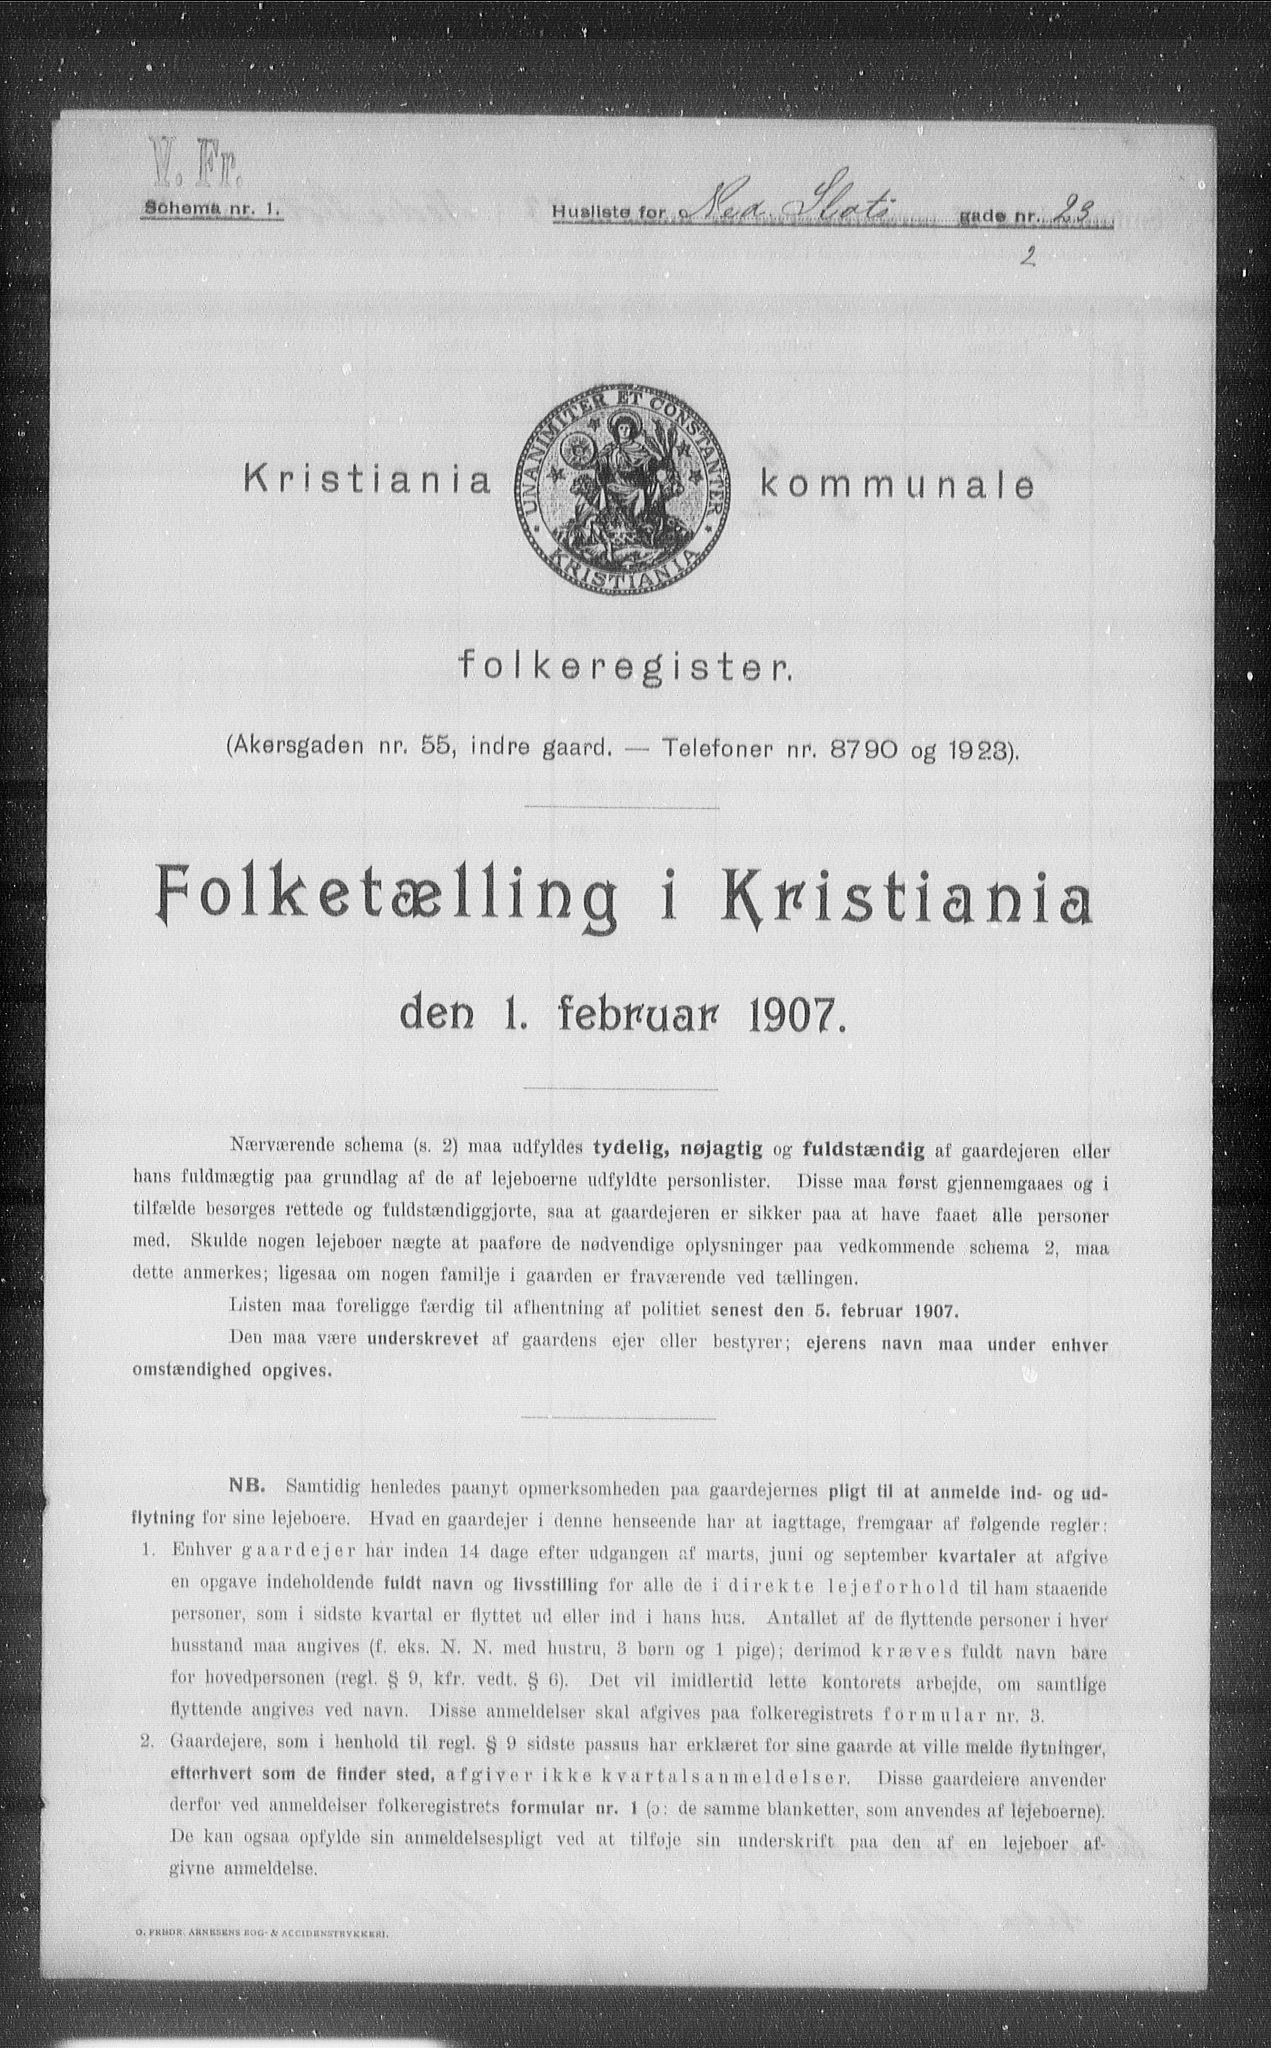 V. Fr.
Schema nr. 1.
Husliste for Ned. Slots gade nr. 23
2
UNANIMITER ET CONSTANTER
KRISTIANIA
Kristiania kommunale
folkeregister.
(Akersgaden nr. 55, indre gaard. — Telefoner nr. 8790 og 1923).
Folketælling i Kristiania
den 1. februar 1907.
Nærværende schema (s. 2) maa udfyldes tydelig, nøjagtig og fuldstændig af gaardejeren eller
hans fuldmægtig paa grundlag af de af lejeboerne udfyldte personlister. Disse maa først gjennemgaaes og i
tilfælde besørges rettede og fuldstændiggjorte, saa at gaardejeren er sikker paa at have faaet alle personer
med. Skulde nogen lejeboer nægte at paaføre de nødvendige oplysninger paa vedkommende schema 2, maa
dette anmerkes; ligesaa om nogen familje i gaarden er fraværende ved tællingen.
Listen maa foreligge færdig til afhentning af politiet senest den 5. februar 1907.
Den maa være underskrevet af gaardens ejer eller bestyrer; ejerens navn maa under enhver
omstændighed opgives.
NB. Samtidig henledes paanyt opmerksomheden paa gaardejernes pligt til at anmelde ind- og ud-
flytning for sine lejeboere. Hvad en gaardejer i denne henseende har at iagttage, fremgaar af følgende regler:
1. Enhver gaardejer har inden 14 dage efter udgangen af marts, juni og september kvartaler at afgive
en opgave indeholdende fuldt navn og livsstilling for alle de i direkte lejeforhold til ham staaende
personer, som i sidste kvartal er flyttet ud eller ind i hans hus. Antallet af de flyttende personer i hver
husstand maa angives (f. eks. N. N. med hustru, 3 børn og 1 pige); derimod kræves fuldt navn bare
for hovedpersonen (regl. § 9, kfr. vedt. § 6). Det vil imidlertid lette kontorets arbejde, om samtlige
flyttende angives ved navn. Disse anmeldelser skal afgives paa folkeregistrets formular nr. 3.
2. Gaardejere, som i henhold til regl. § 9 sidste passus har erklæret for sine gaarde at ville melde flytninger,
efterhvert som de finder sted, afgiver ikke kvartalsanmeldelser. Disse gaardeiere anvender
derfor ved anmeldelser folkeregistrets formular nr. 1 (ɔ: de samme blanketter, som anvendes af lejeboerne).
De kan ogsaa opfylde sin anmeldelsespligt ved at tilføje sin underskrift paa den af en lejeboer af-
givne anmeldelse.
O. FREDR. ARNESENS BOG- & ACCIDENSTRYKKERI.